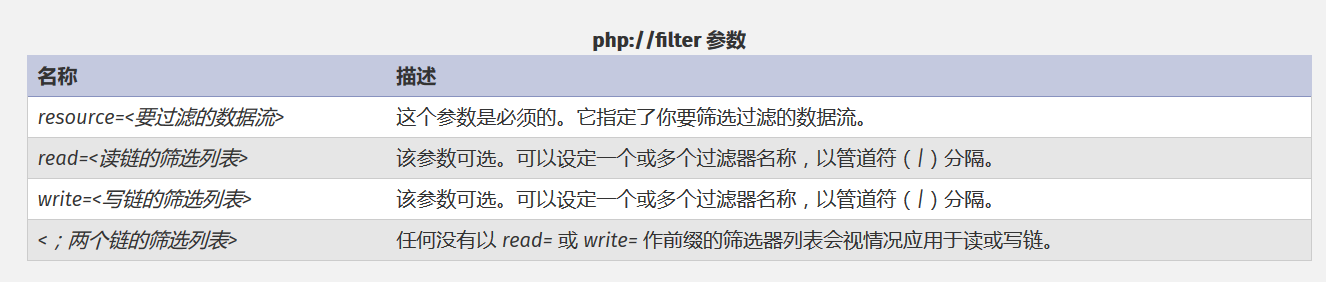 php://filter 参数
名称 描述
resource=<要过滤的数据流> 这个参数是必须的。它指定了你要筛选过滤的数据流。
read=<读链的筛选列表> 该参数可选。可以设定一个或多个过滤器名称，以管道符（|）分隔。
write=<写链的筛选列表> 该参数可选。可以设定一个或多个过滤器名称，以管道符（|）分隔。
<；两个链的筛选列表> 任何没有以 read= 或 write= 作前缀的筛选器列表会视情况应用于读或写链。